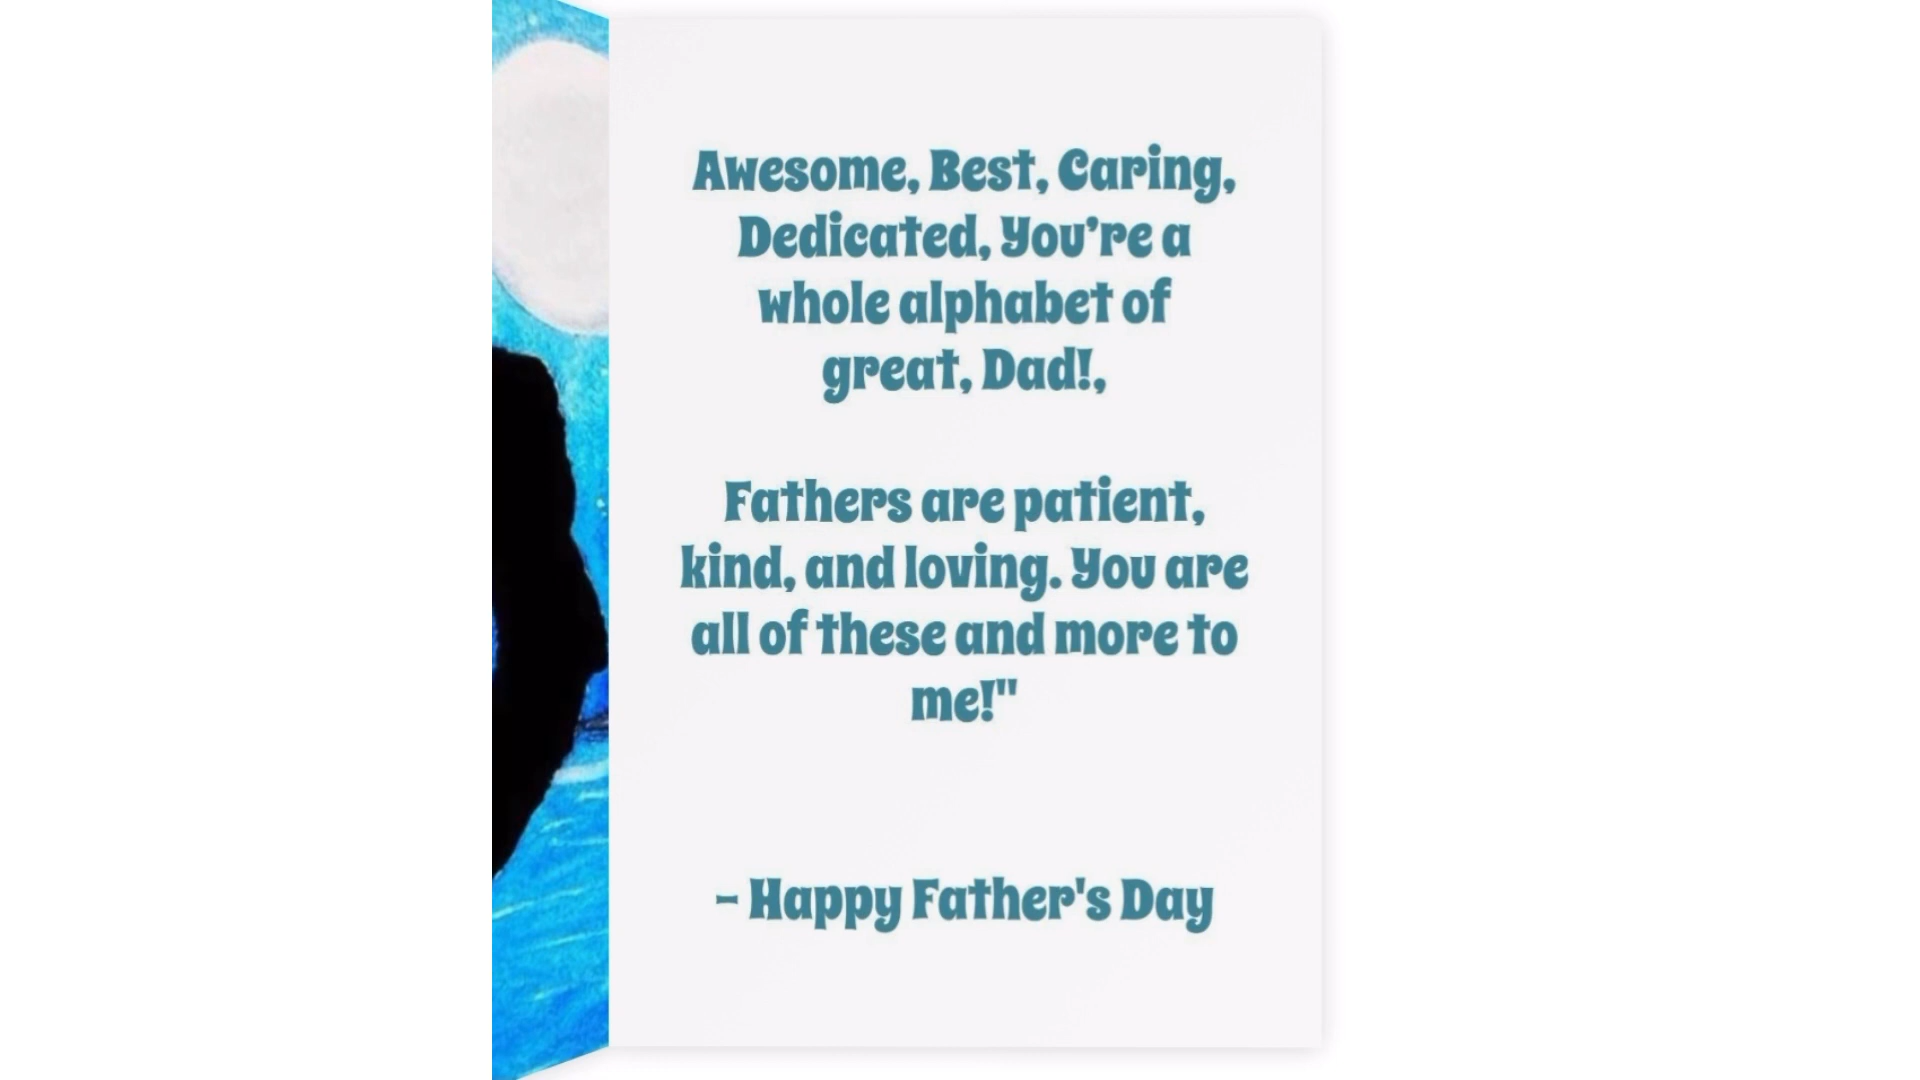 Awesome, Best, Caring,
Dedicated, You’re a
whole alphabet of
great, Dad!,
Fathers are patient,
kind, and loving. You are
all of these and more to
me!"
- Happy Father's Day